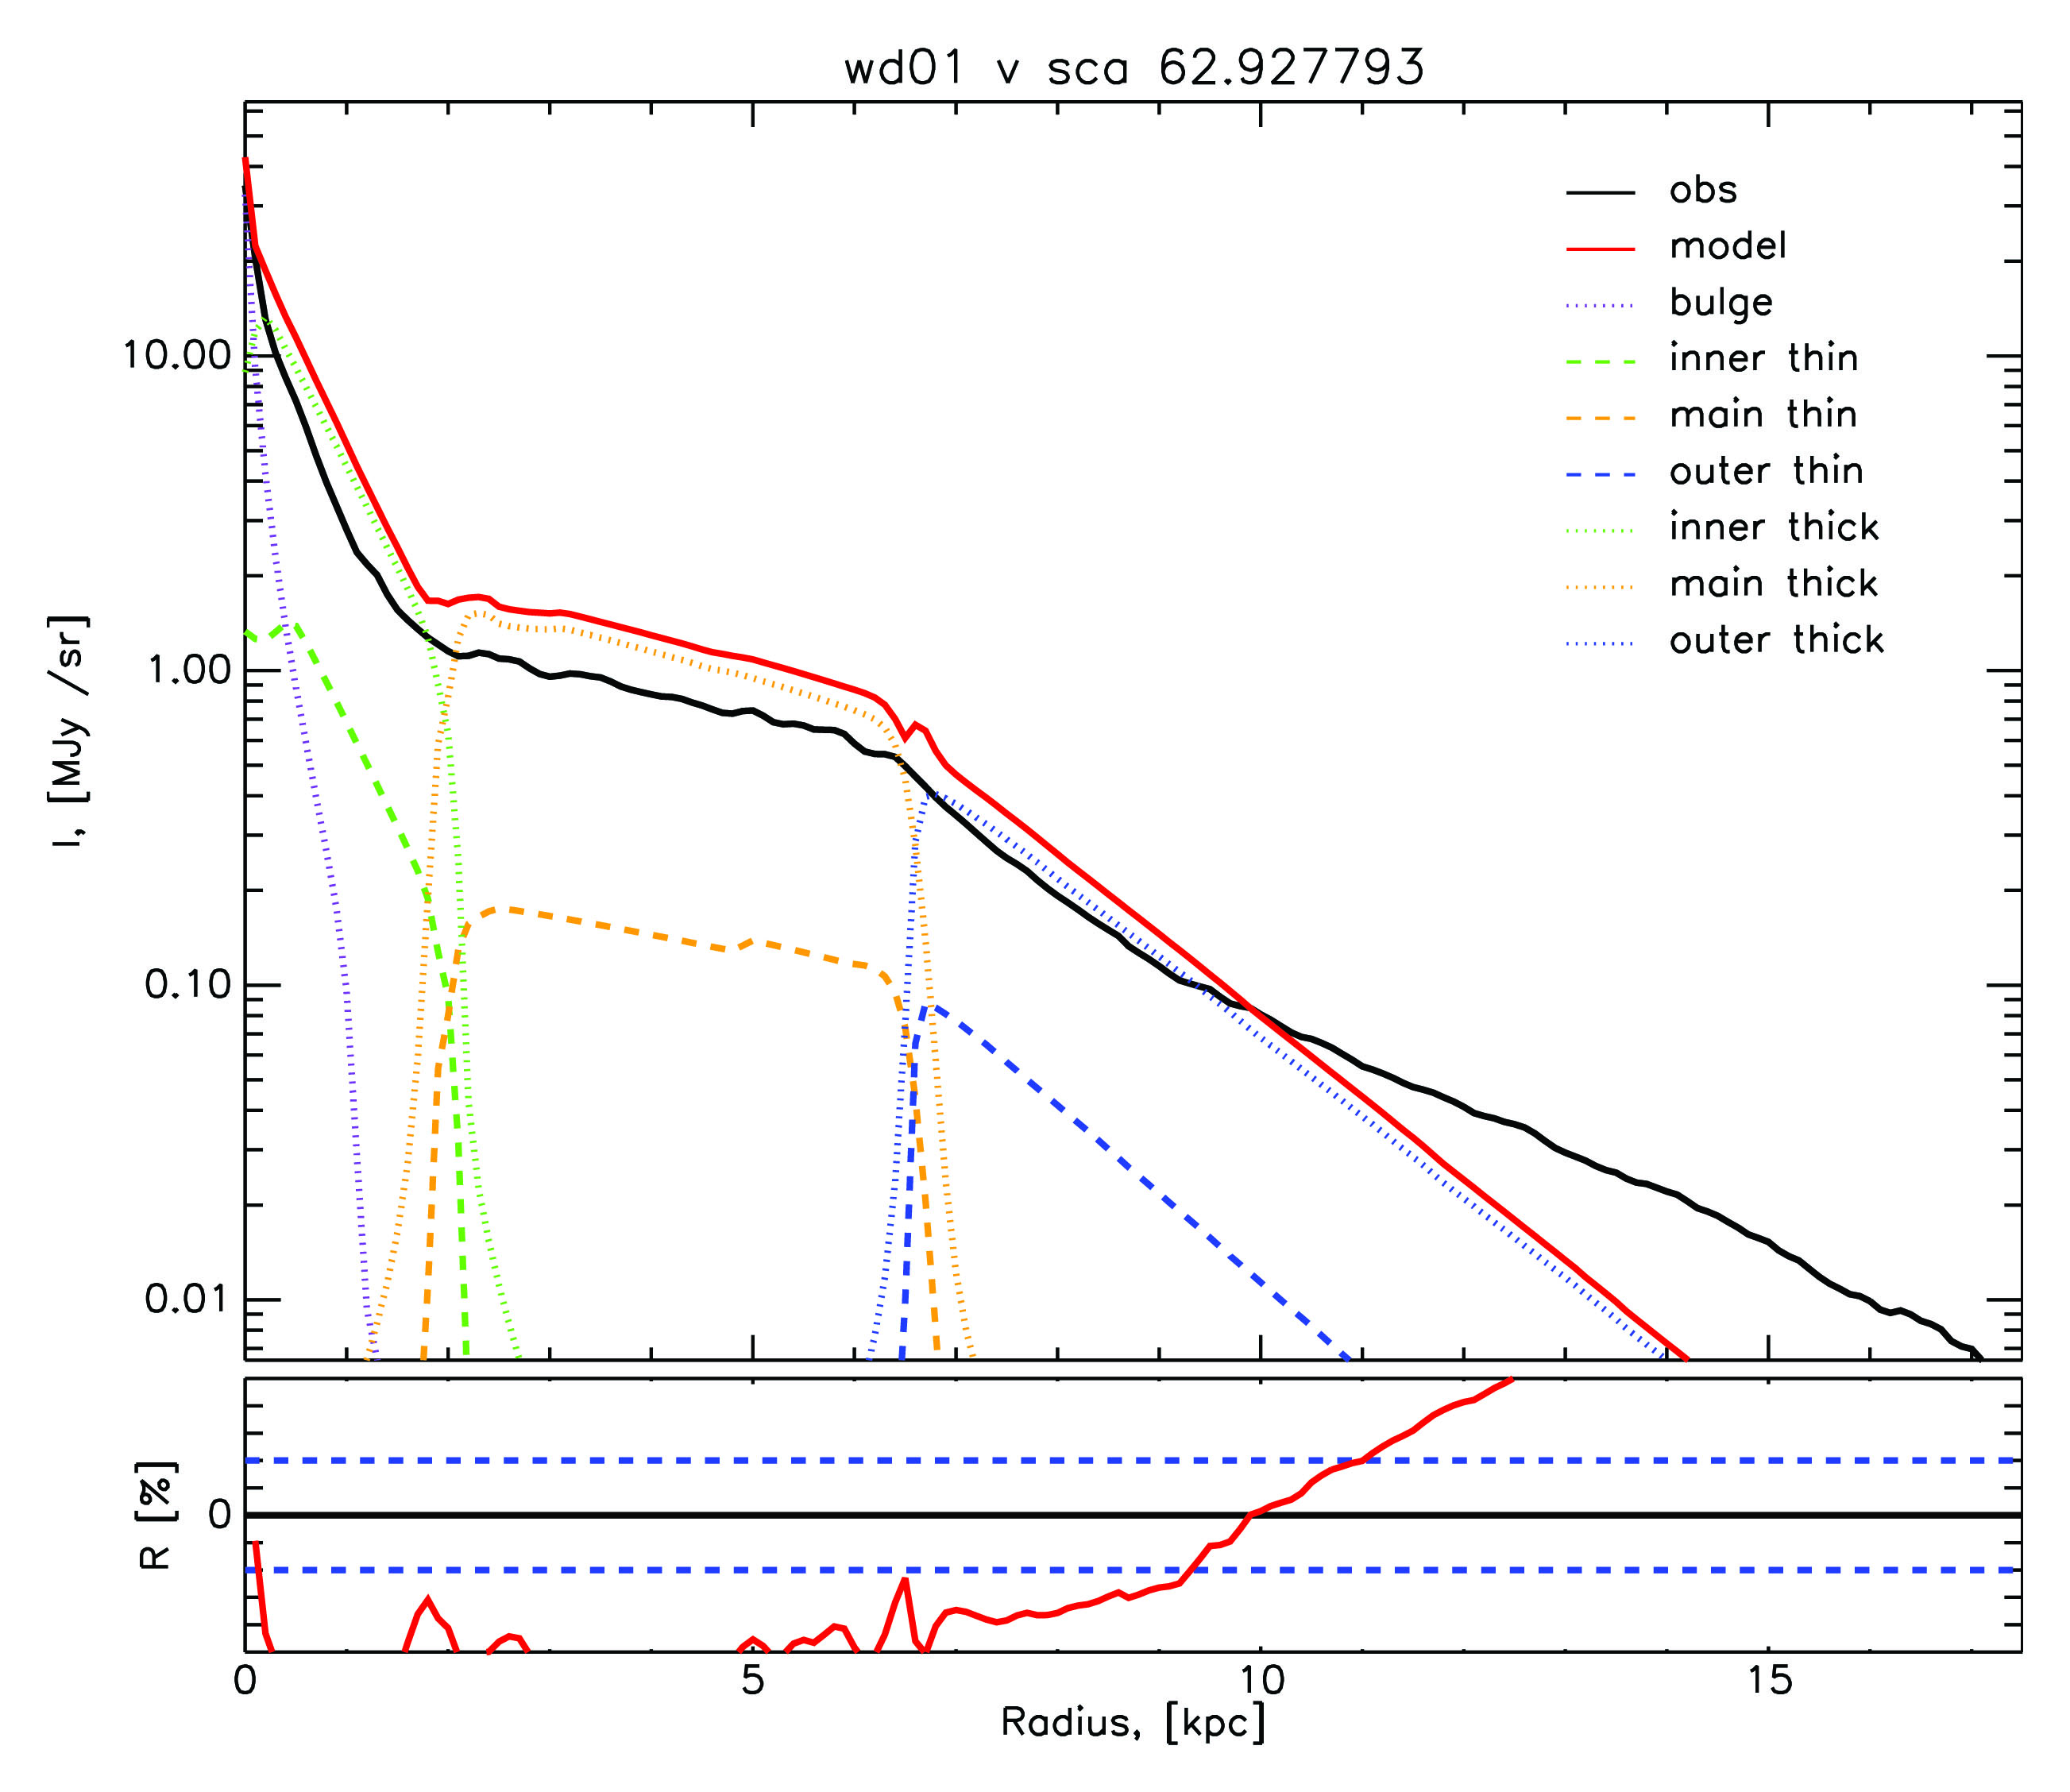 wd01 v sca 62.927793
obs
model
bulge
inner thin
main thin
outer thin
inner thick
main thick
outer thick
10.00
1.00
0.10
0.01
I, [MJy /sr]
R [%]
0
0 5 10 15
Radius, [kpc]